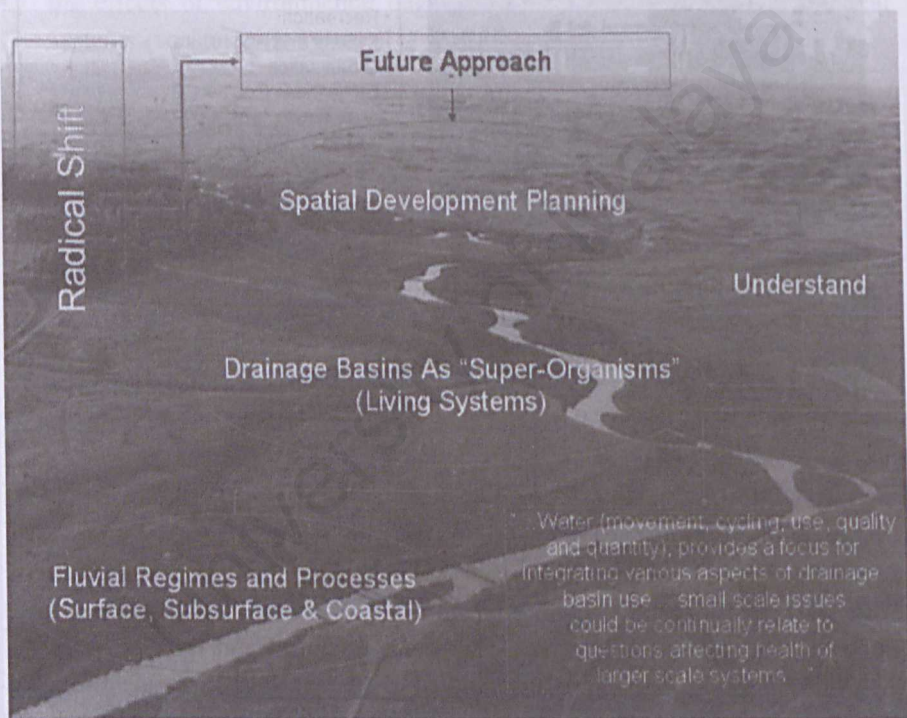 Future Approach
Radical Shift
Spatial Development Planning
Understand
Drainage Basins As "Super-Organisms"
(Living Systems)
Fluvial Regimes and Processes
(Surface, Subsurface & Coastal)
Water (movement, cycling, use, quality
and quantity), provides a focus for
integrating various aspects of drainage
basin use small scale issues
could be continually relate to
questions affecting health of
larger scale systems